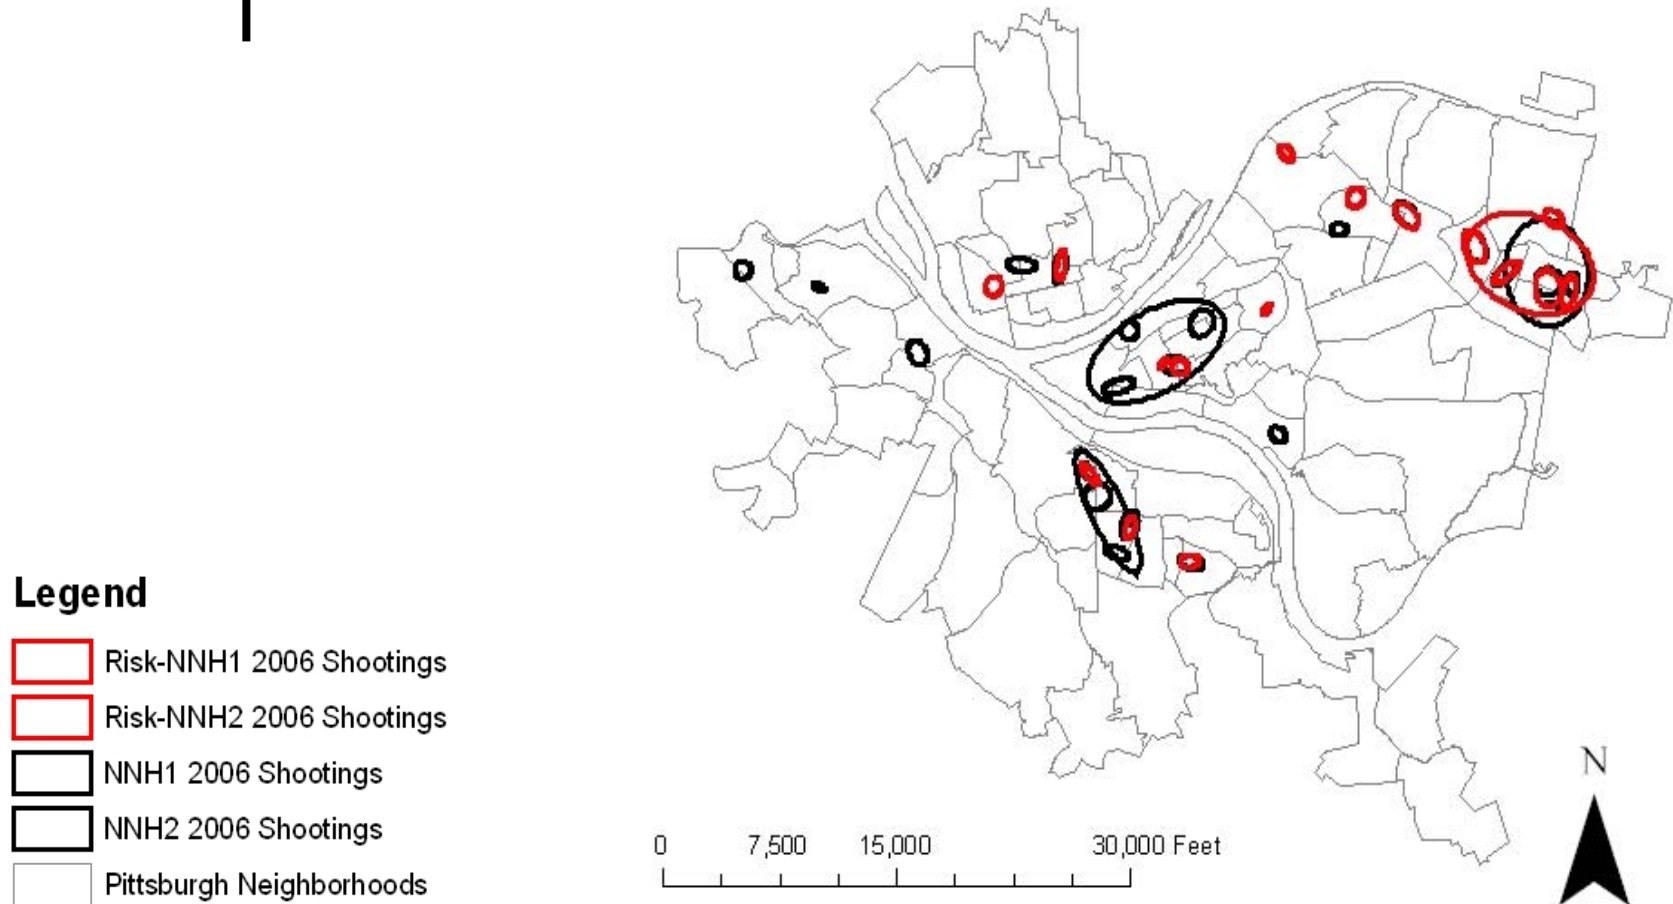 Legend
Risk-NNH1 2006 Shootings
Risk-NNH2 2006 Shootings
NNH1 2006 Shootings
NNH2 2006 Shootings
Pittsburgh Neighborhoods
0 7,500 15,000 30,000 Feet
N